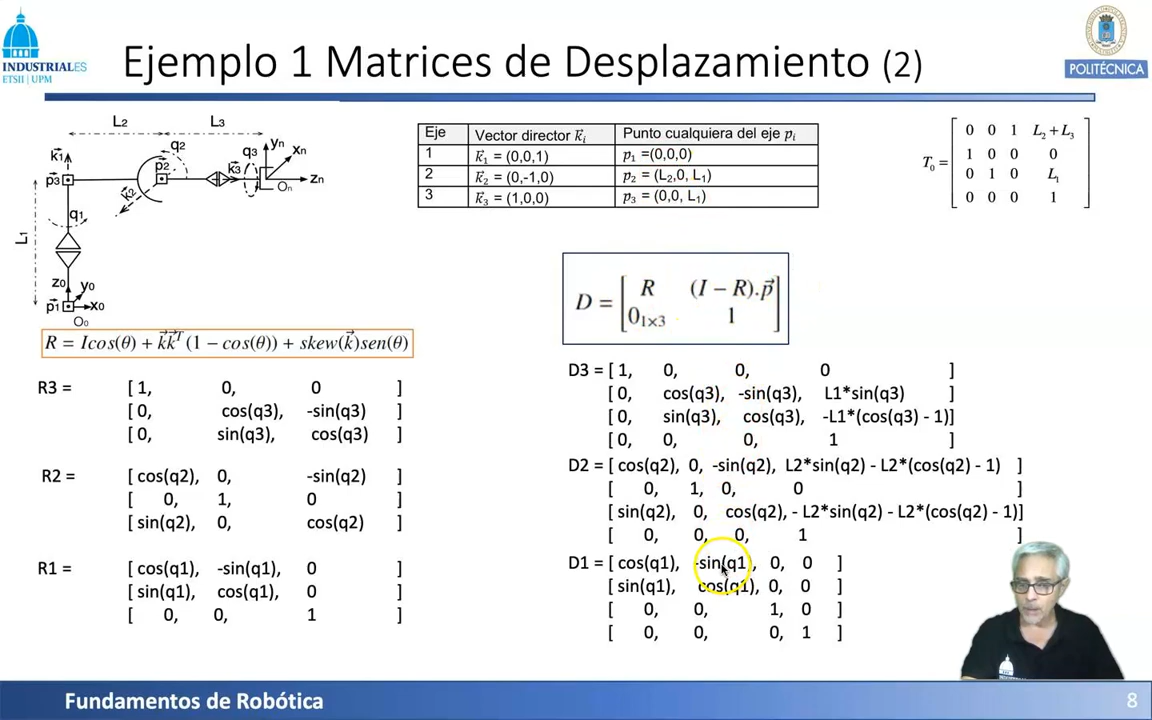 INDUSTRIALES
ETSII | UPM
Ejemplo 1 Matrices de Desplazamiento (2)
POLITÉCNICA
L2
L3
k1
p3
q2
p2
k2
q3
k3
yn
xn
zn
On
L1
q1
z0
y0
p1
x0
O0
Eje Vector director k⃗i Punto cualquiera del eje pi
1 k⃗1 = (0,0,1) p1 =(0,0,0)
2 k⃗2 = (0,-1,0) p2 = (L2,0, L1)
3 k⃗3 = (1,0,0) p3 = (0,0, L1)
T0 =
0 0 1 L2 + L3
1 0 0 0
0 1 0 L1
0 0 0 1
D = [ R (I − R).p⃗
01×3 1 ]
R = Icos(θ) + k⃗k⃗T (1 − cos(θ)) + skew(k⃗)sen(θ)
R3 = [ 1, 0, 0 ]
[ 0, cos(q3), -sin(q3) ]
[ 0, sin(q3), cos(q3) ]
R2 = [ cos(q2), 0, -sin(q2) ]
[ 0, 1, 0 ]
[ sin(q2), 0, cos(q2) ]
R1 = [ cos(q1), -sin(q1), 0 ]
[ sin(q1), cos(q1), 0 ]
[ 0, 0, 1 ]
D3 = [ 1, 0, 0, 0 ]
[ 0, cos(q3), -sin(q3), L1*sin(q3) ]
[ 0, sin(q3), cos(q3), -L1*(cos(q3) - 1)]
[ 0, 0, 0, 1 ]
D2 = [ cos(q2), 0, -sin(q2), L2*sin(q2) - L2*(cos(q2) - 1) ]
[ 0, 1, 0, 0 ]
[ sin(q2), 0, cos(q2), - L2*sin(q2) - L2*(cos(q2) - 1)]
[ 0, 0, 0, 1 ]
D1 = [ cos(q1), -sin(q1), 0, 0 ]
[ sin(q1), cos(q1), 0, 0 ]
[ 0, 0, 1, 0 ]
[ 0, 0, 0, 1 ]
Fundamentos de Robótica
8